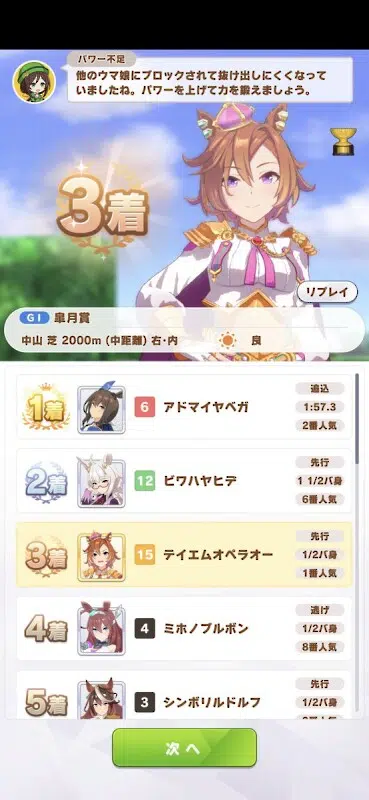 パワー不足
他のウマ娘にブロックされて抜け出しにくくなって
いましたね。パワーを上げて力を鍛えましょう。
3着
リプレイ
GI 皐月賞
中山 芝 2000m (中距離) 右・内 良
追込
1着 6 アドマイヤベガ 1:57.3
2番人気
先行
2着 12 ビワハヤヒデ 1 1/2バ身
6番人気
先行
3着 15 テイエムオペラオー 1/2バ身
1番人気
逃げ
4着 4 ミホノブルボン 1/2バ身
8番人気
先行
5着 3 シンボリルドルフ 1/2バ身
次へ